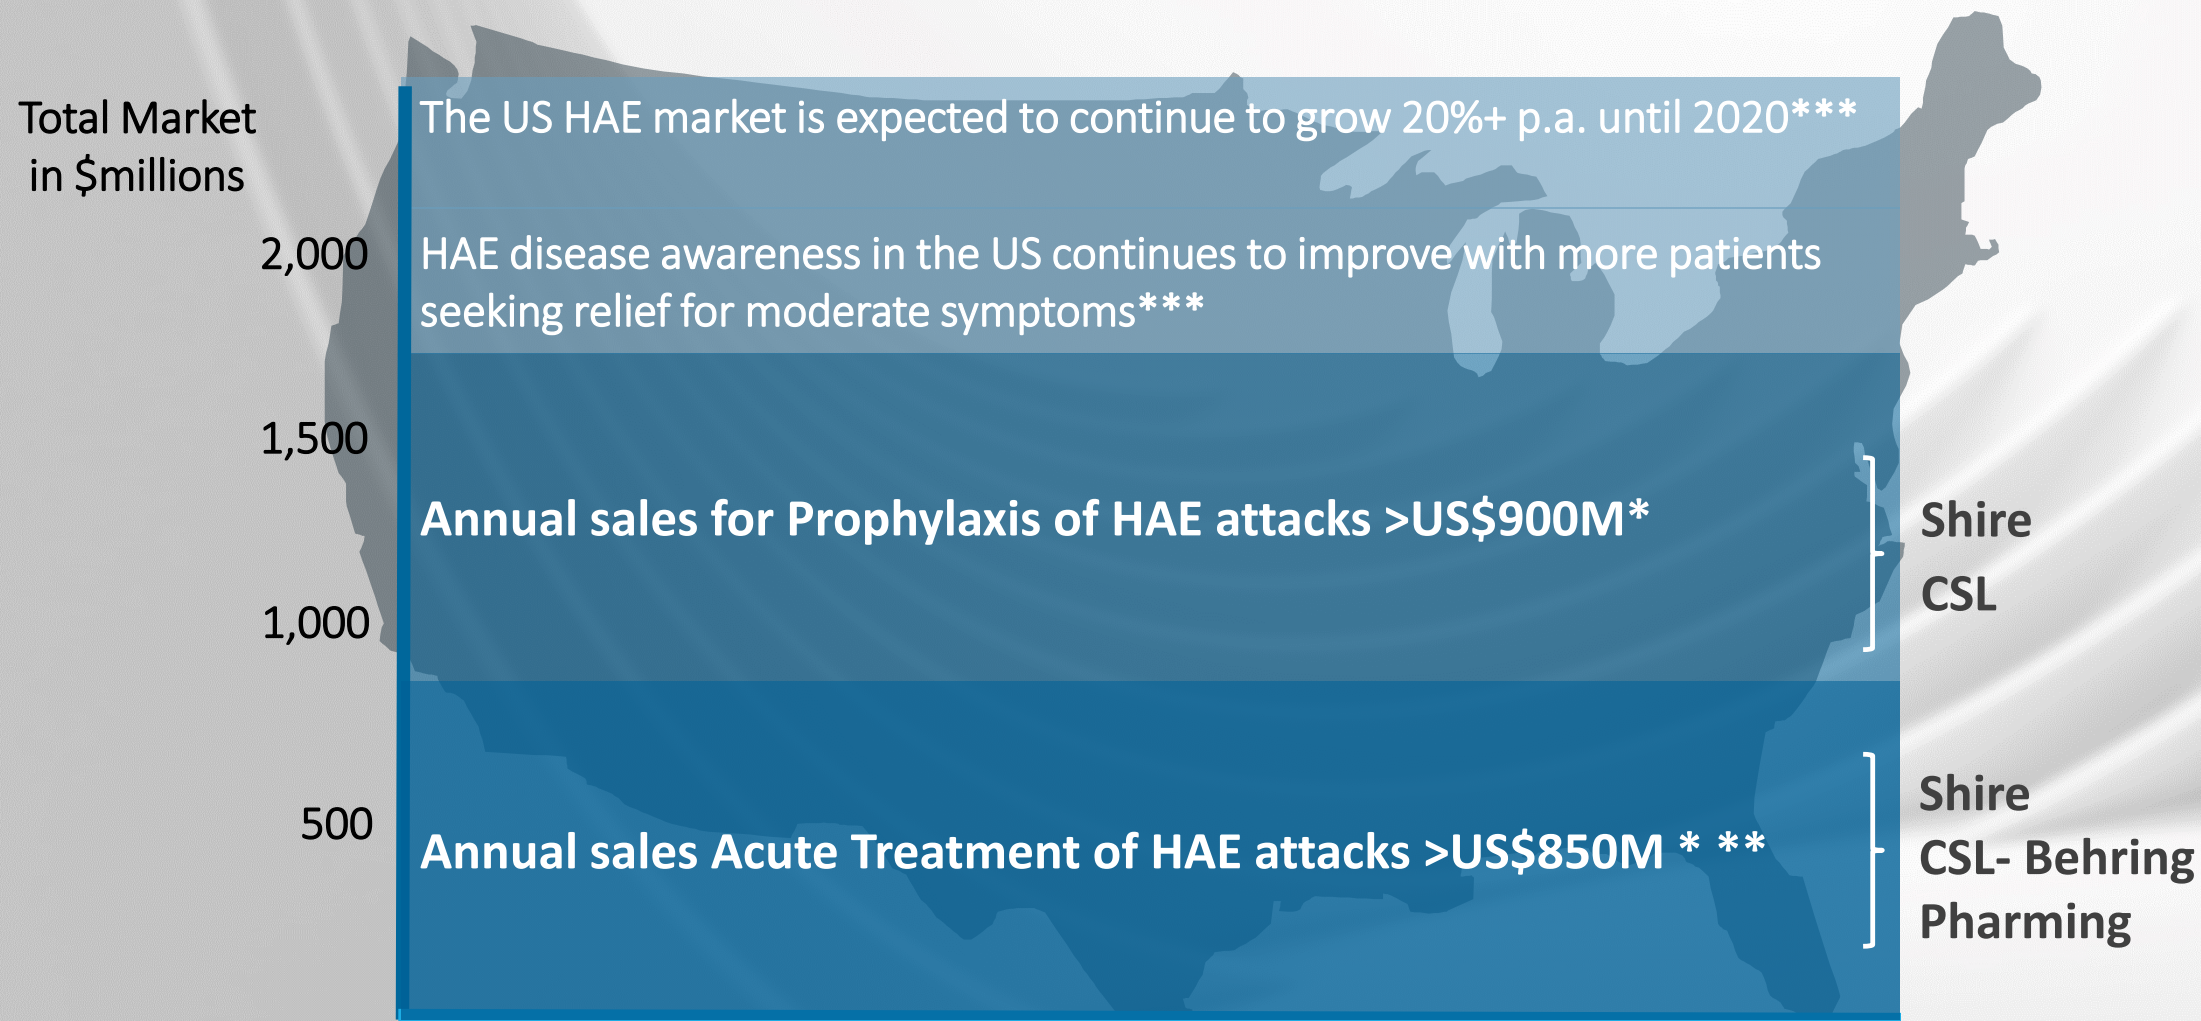 Total Market
in $millions
The US HAE market is expected to continue to grow 20%+ p.a. until 2020***
2,000
HAE disease awareness in the US continues to improve with more patients
seeking relief for moderate symptoms***
1,500
Annual sales for Prophylaxis of HAE attacks >US$900M*
Shire
CSL
1,000
500
Annual sales Acute Treatment of HAE attacks >US$850M * **
Shire
CSL- Behring
Pharming